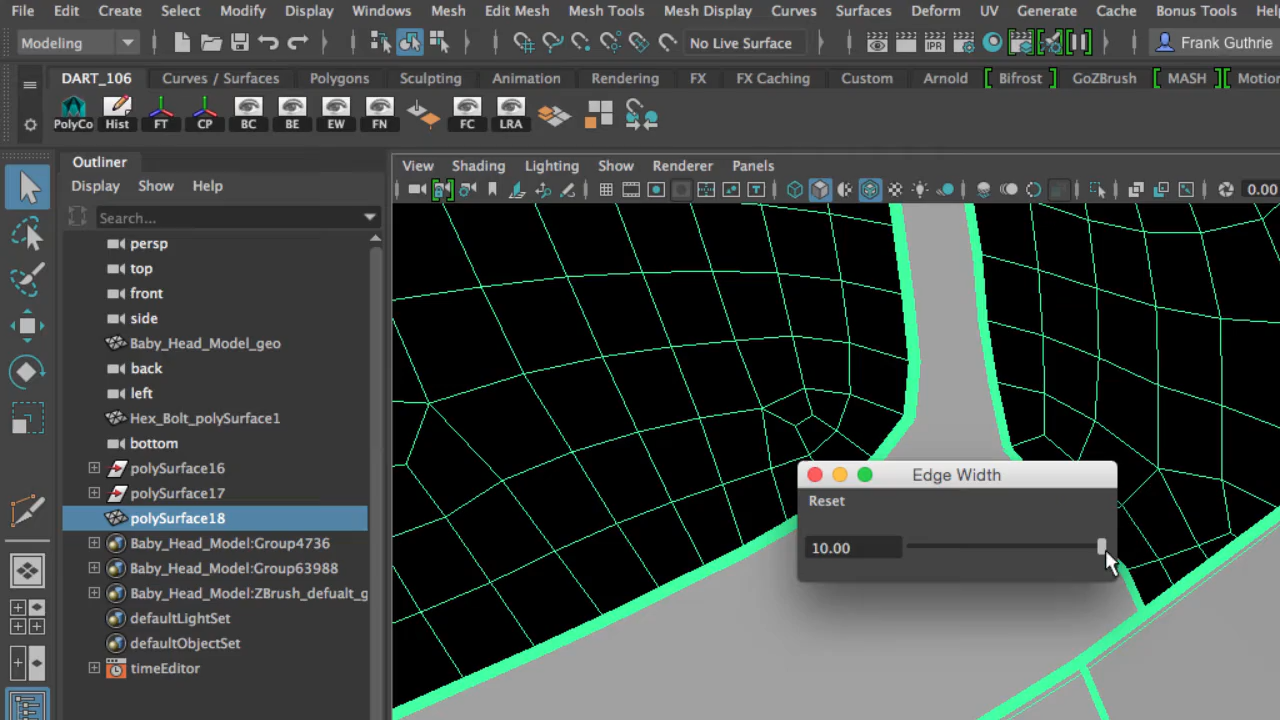 File Edit Create Select Modify Display Windows Mesh Edit Mesh Mesh Tools Mesh Display Curves Surfaces Deform UV Generate Cache Bonus Tools
Modeling No Live Surface IPR Frank Guthrie
DART_106 Curves / Surfaces Polygons Sculpting Animation Rendering FX FX Caching Custom Arnold Bifrost GoZBrush MASH Motion
PolyCo Hist FT CP BC BE EW FN FC LRA
Outliner
Display Show Help
View Shading Lighting Show Renderer Panels
0.00
Search...
persp
top
front
side
Baby_Head_Model_geo
back
left
Hex_Bolt_polySurface1
bottom
polySurface16
polySurface17
polySurface18
Baby_Head_Model:Group4736
Baby_Head_Model:Group63988
Baby_Head_Model:ZBrush_defualt_g
defaultLightSet
defaultObjectSet
timeEditor
Edge Width
Reset
10.00